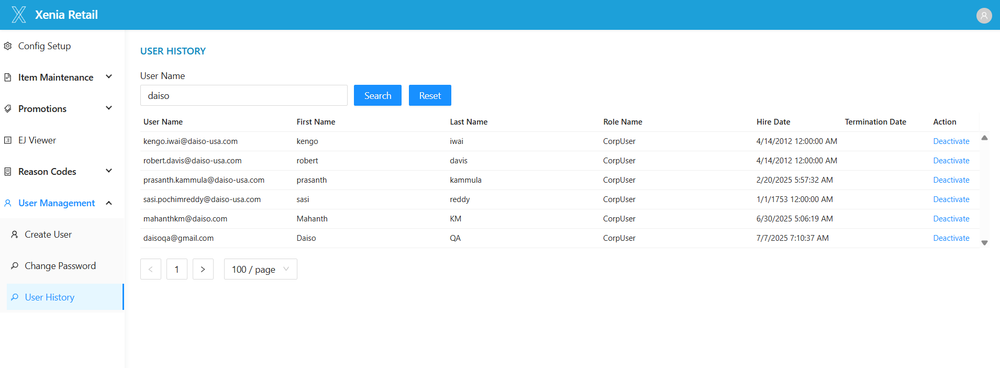 Xenia Retail
Config Setup
Item Maintenance
Promotions
EJ Viewer
Reason Codes
User Management
Create User
Change Password
User History
USER HISTORY
User Name
daiso
Search
Reset
User Name First Name Last Name Role Name Hire Date Termination Date Action
kengo.iwai@daiso-usa.com kengo iwai CorpUser 4/14/2012 12:00:00 AM Deactivate
robert.davis@daiso-usa.com robert davis CorpUser 4/14/2012 12:00:00 AM Deactivate
prasanth.kammula@daiso-usa.com prasanth kammula CorpUser 2/20/2025 5:57:32 AM Deactivate
sasi.pochimreddy@daiso-usa.com sasi reddy CorpUser 1/1/1753 12:00:00 AM Deactivate
mahanthkm@daiso.com Mahanth KM CorpUser 6/30/2025 5:06:19 AM Deactivate
daisoqa@gmail.com Daiso QA CorpUser 7/7/2025 7:10:37 AM Deactivate
< 1 > 100 / page